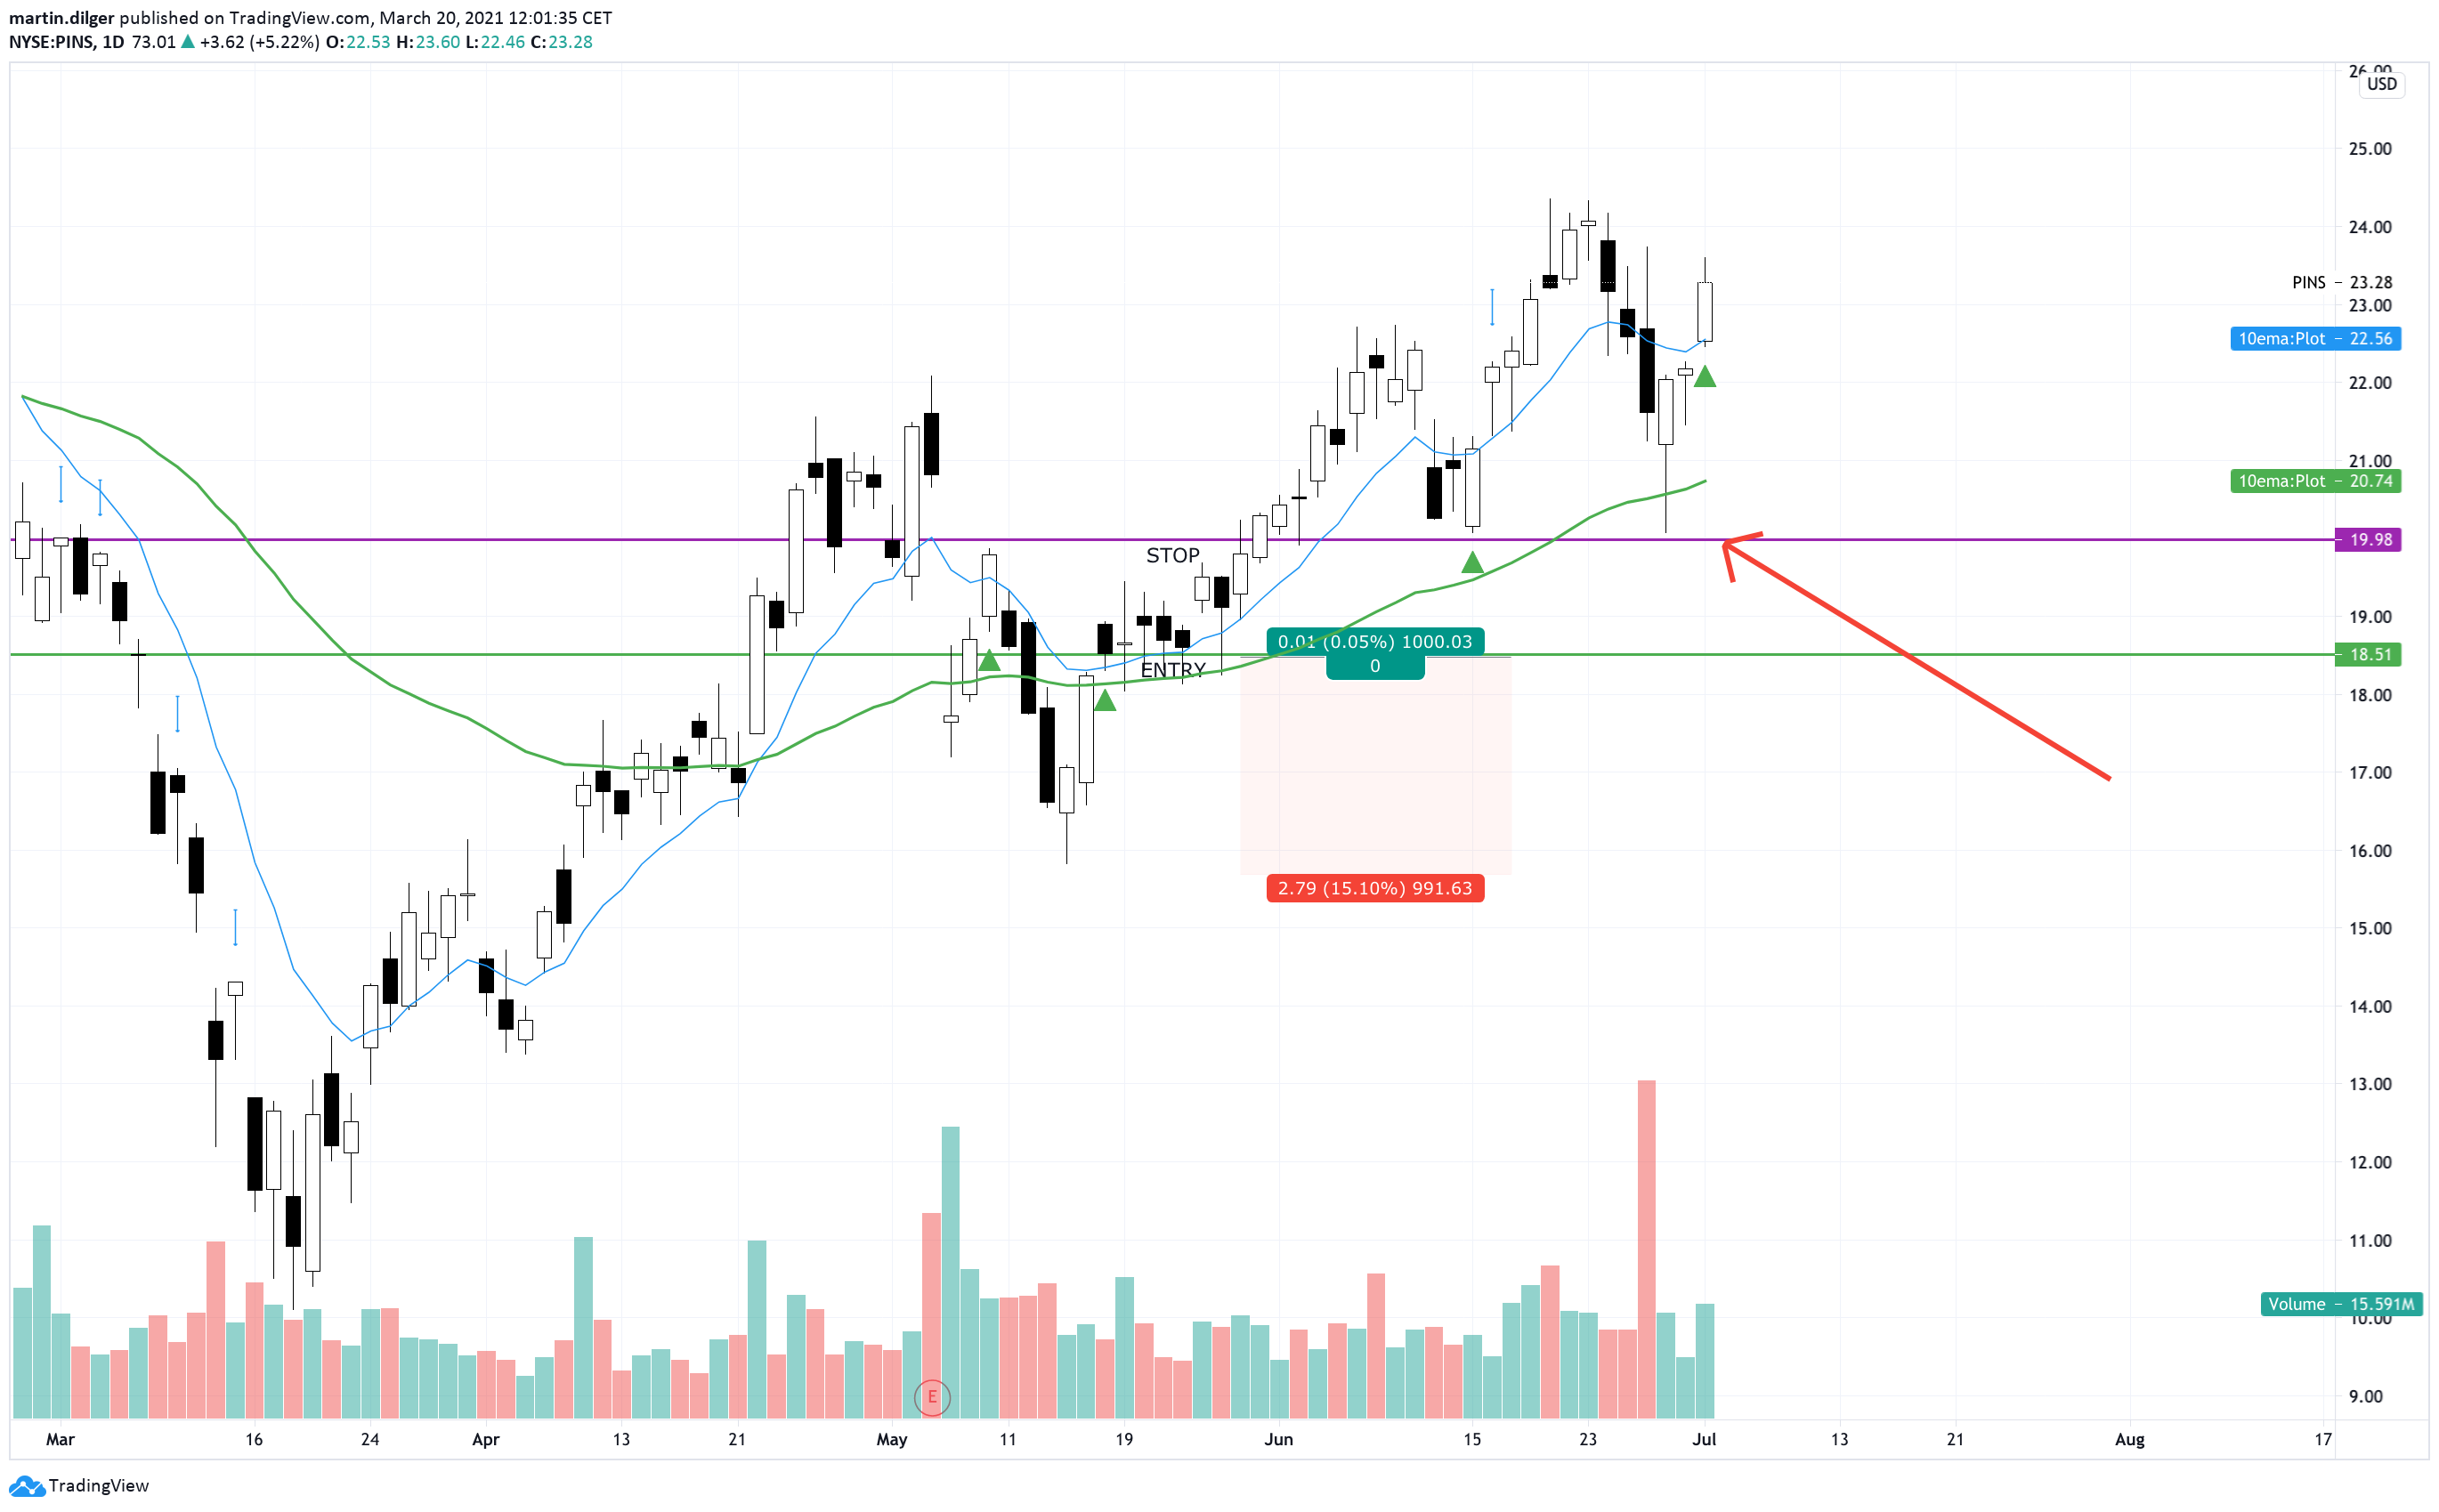 martin.dilger published on TradingView.com, March 20, 2021 12:01:35 CET
NYSE:PINS, 1D 73.01 ▲ +3.62 (+5.22%) O:22.53 H:23.60 L:22.46 C:23.28
26.00
USD
25.00
24.00
PINS – 23.28
23.00
10ema:Plot – 22.56
22.00
21.00
10ema:Plot – 20.74
19.98
STOP
19.00
0.01 (0.05%) 1000.03
0
18.51
ENTRY
18.00
17.00
16.00
2.79 (15.10%) 991.63
15.00
14.00
13.00
12.00
11.00
Volume – 15.591M
10.00
E
9.00
Mar 16 24 Apr 13 21 May 11 19 Jun 15 23 Jul 13 21 Aug 17
TradingView